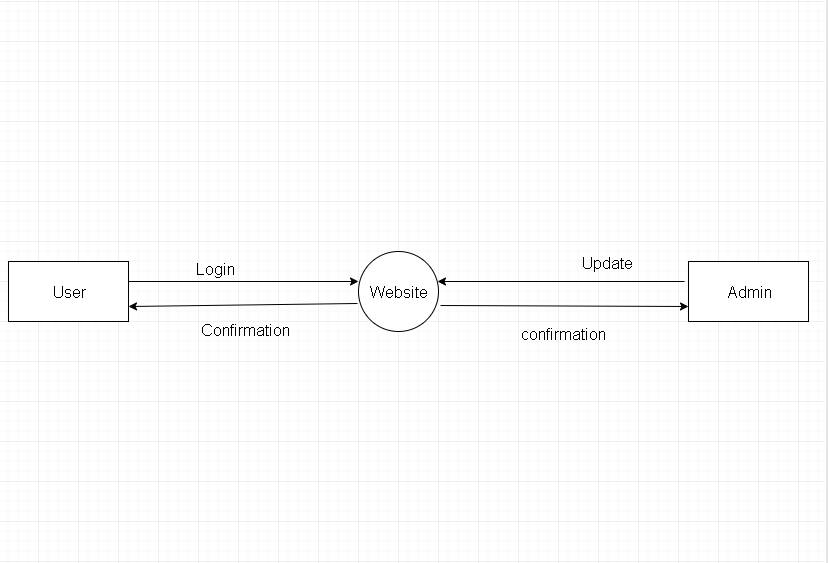 Login
Update
User
Website
Admin
Confirmation
confirmation